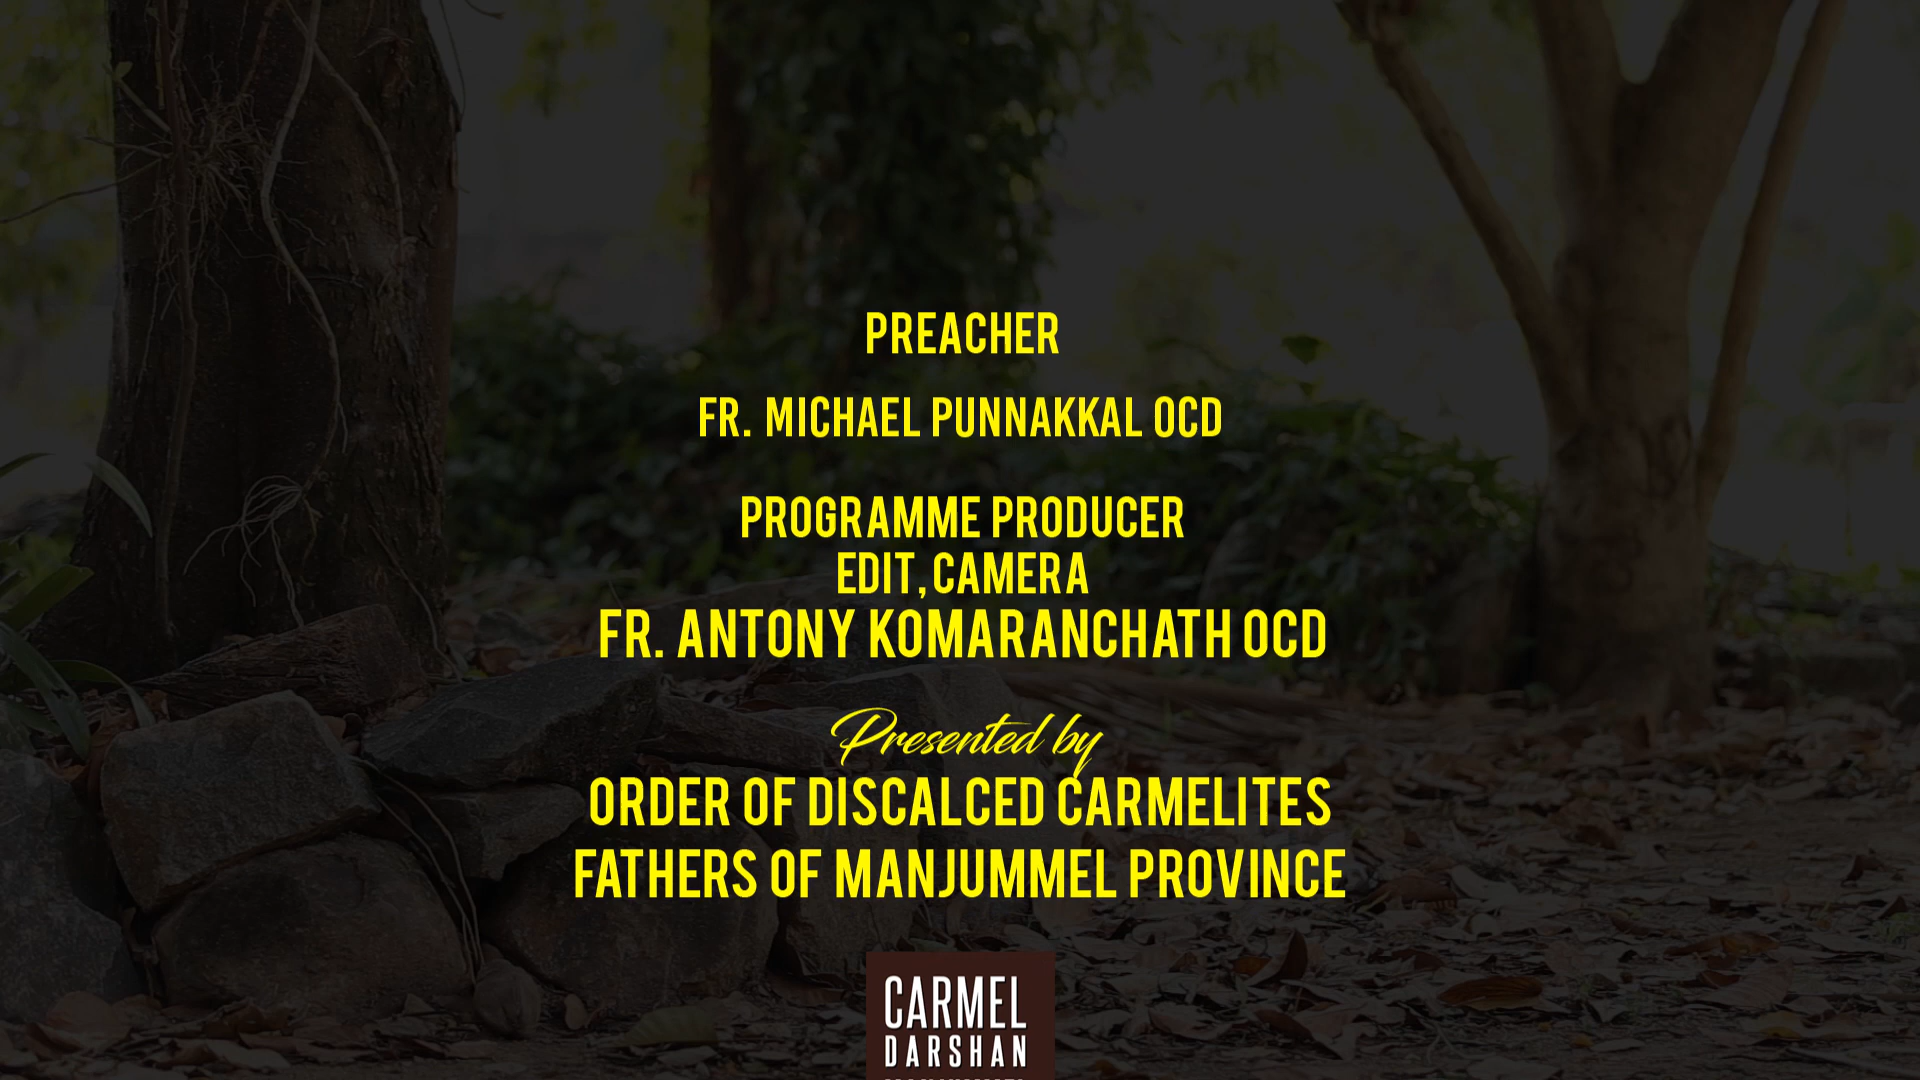 PREACHER
FR. MICHAEL PUNNAKKAL OCD
PROGRAMME PRODUCER
EDIT, CAMERA
FR. ANTONY KOMARANCHATH OCD
Presented by
ORDER OF DISCALCED CARMELITES
FATHERS OF MANJUMMEL PROVINCE
CARMEL
DARSHAN